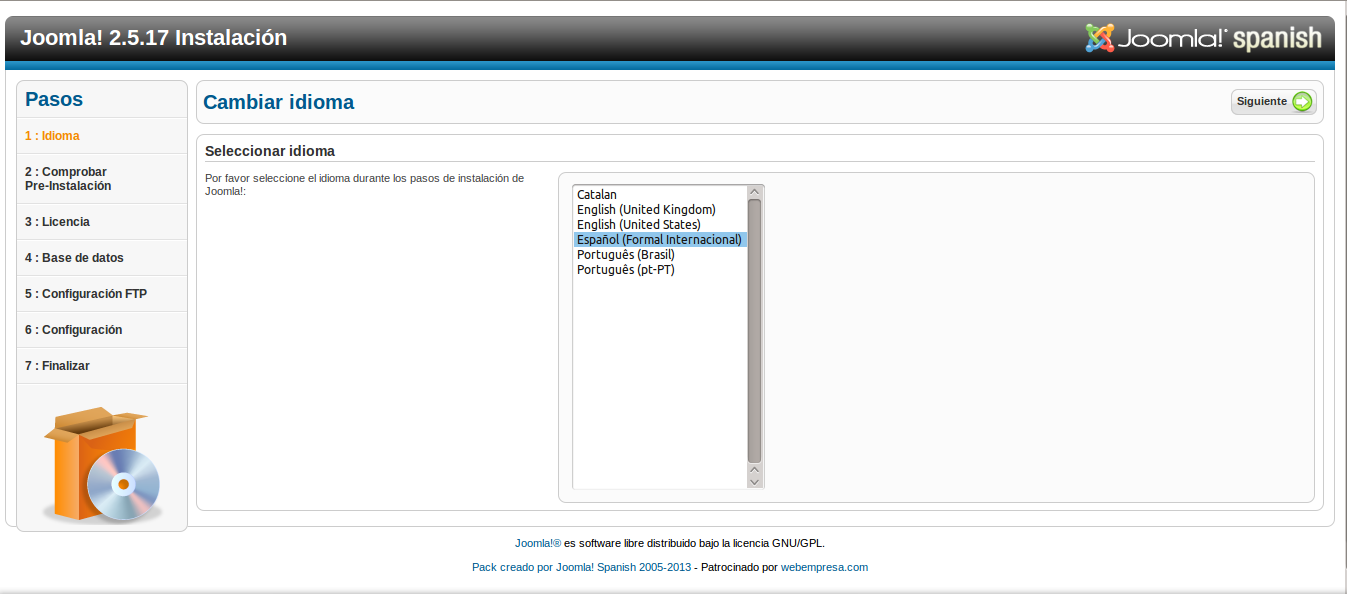 Joomla! 2.5.17 Instalación
Joomla!® spanish
Pasos
1 : Idioma
2 : Comprobar
Pre-Instalación
3 : Licencia
4 : Base de datos
5 : Configuración FTP
6 : Configuración
7 : Finalizar
Cambiar idioma
Siguiente
Seleccionar idioma
Por favor seleccione el idioma durante los pasos de instalación de
Joomla!:
Catalan
English (United Kingdom)
English (United States)
Español (Formal Internacional)
Português (Brasil)
Português (pt-PT)
Joomla!® es software libre distribuido bajo la licencia GNU/GPL.
Pack creado por Joomla! Spanish 2005-2013 - Patrocinado por webempresa.com